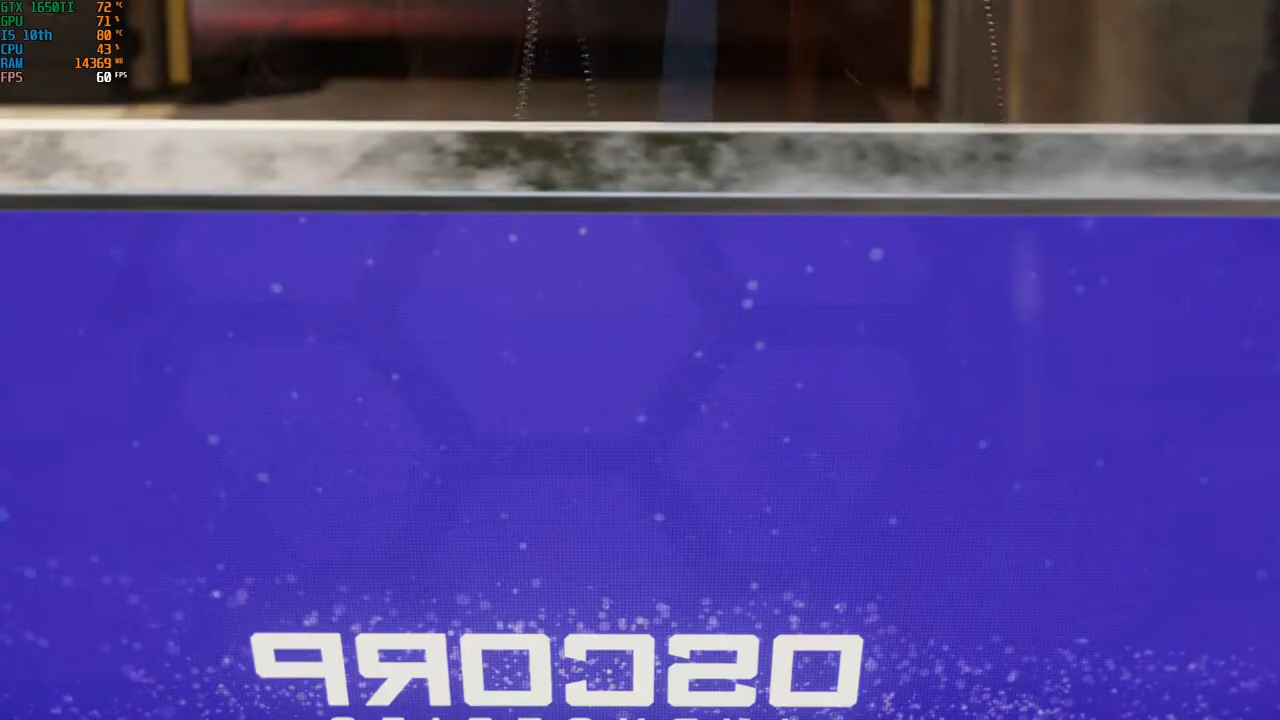 GTX 1650TI 72 °C
GPU 71 %
I5 10th 80 °C
CPU 43 %
RAM 14369 MB
FPS 60 FPS
OSCORP